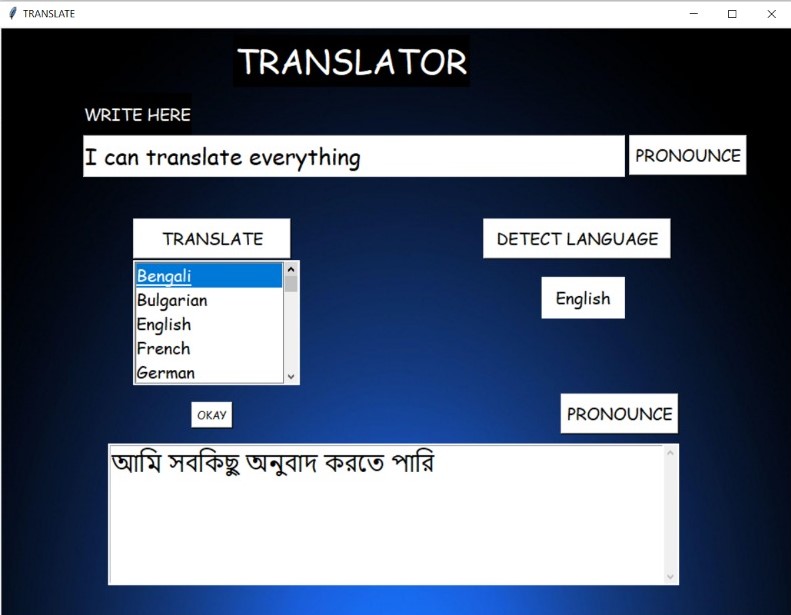 TRANSLATE
TRANSLATOR
WRITE HERE
I can translate everything
PRONOUNCE
TRANSLATE
DETECT LANGUAGE
Bengali
Bulgarian
English
French
German
English
OKAY
PRONOUNCE
আমি সবকিছু অনুবাদ করতে পারি